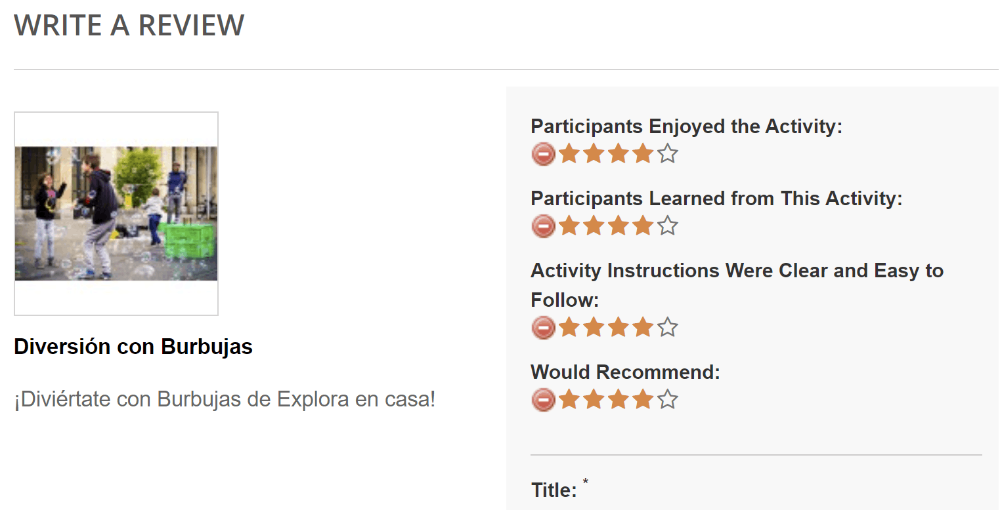 WRITE A REVIEW
Diversión con Burbujas
¡Diviértate con Burbujas de Explora en casa!
Participants Enjoyed the Activity:
Participants Learned from This Activity:
Activity Instructions Were Clear and Easy to
Follow:
Would Recommend:
Title: *